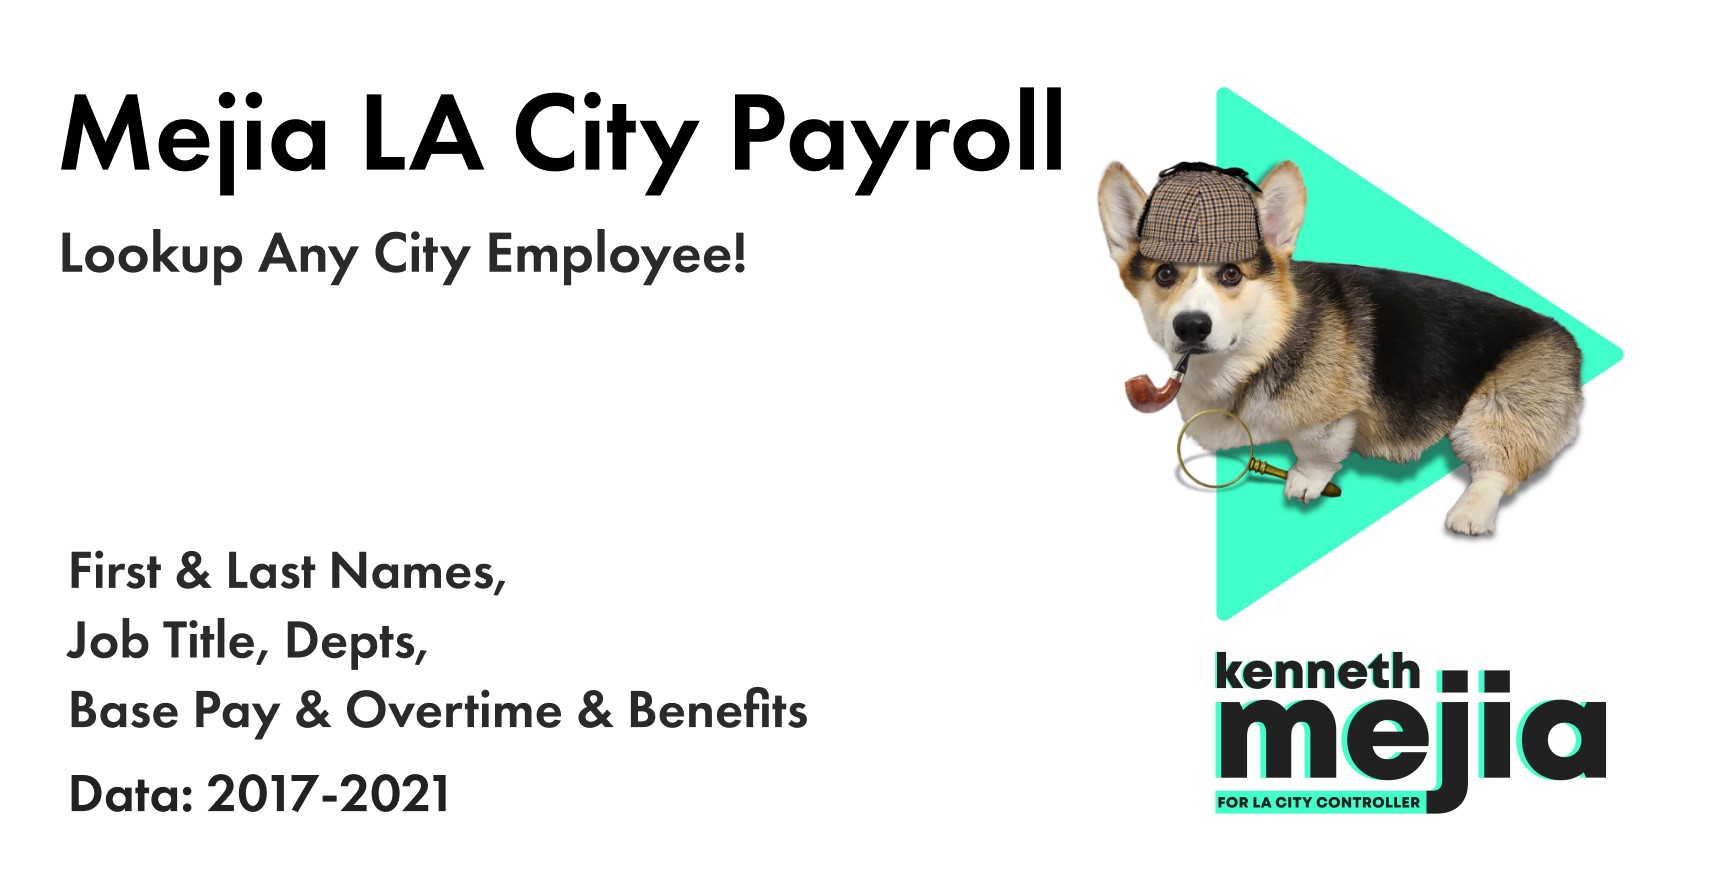 Mejia LA City Payroll
Lookup Any City Employee!
First & Last Names,
Job Title, Depts,
Base Pay & Overtime & Benefits
Data: 2017-2021
kenneth
mejia
FOR LA CITY CONTROLLER